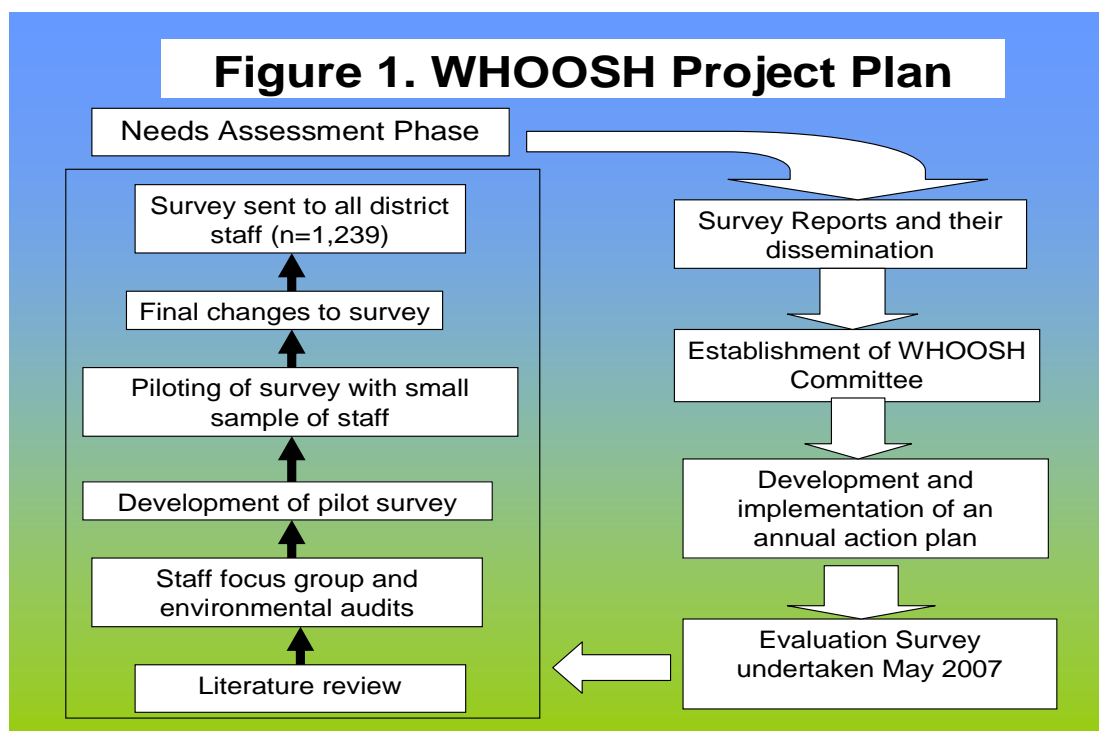 Figure 1. WHOOSH Project Plan
Needs Assessment Phase
Survey sent to all district
staff (n=1,239)
Final changes to survey
Piloting of survey with small
sample of staff
Development of pilot survey
Staff focus group and
environmental audits
Literature review
Survey Reports and their
dissemination
Establishment of WHOOSH
Committee
Development and
implementation of an
annual action plan
Evaluation Survey
undertaken May 2007